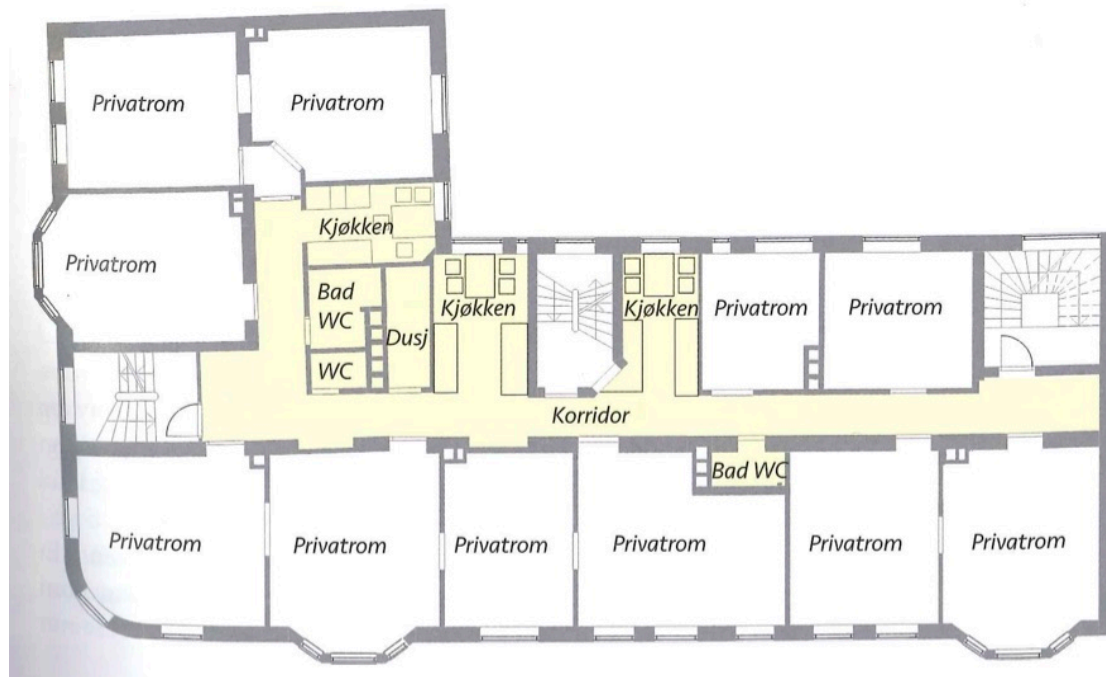 Privatrom
Privatrom
Kjøkken
Privatrom
Bad
WC
Dusj
WC
Kjøkken
Kjøkken
Privatrom
Privatrom
Korridor
Bad WC
Privatrom
Privatrom
Privatrom
Privatrom
Privatrom
Privatrom